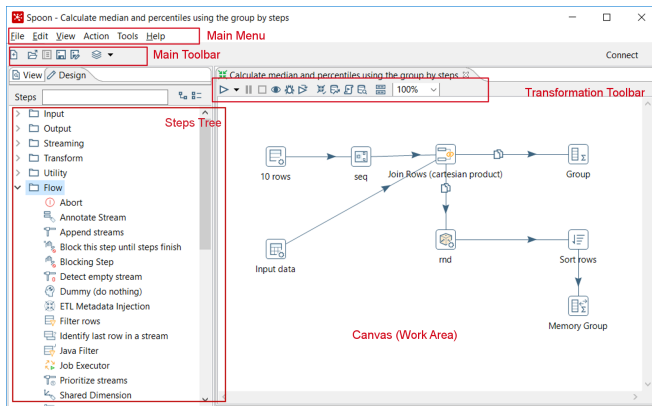 Spoon - Calculate median and percentiles using the group by steps
File Edit View Action Tools Help
Main Menu
Main Toolbar
Connect
View Design
Calculate median and percentiles using the group by steps
Steps
100%
Transformation Toolbar
Steps Tree
Input
Output
Streaming
Transform
Utility
Flow
Abort
Annotate Stream
Append streams
Block this step until steps finish
Blocking Step
Detect empty stream
Dummy (do nothing)
ETL Metadata Injection
Filter rows
Identify last row in a stream
Java Filter
Job Executor
Prioritize streams
Shared Dimension
10 rows
seq
Join Rows (cartesian product)
Group
Input data
rnd
Sort rows
Memory Group
Canvas (Work Area)